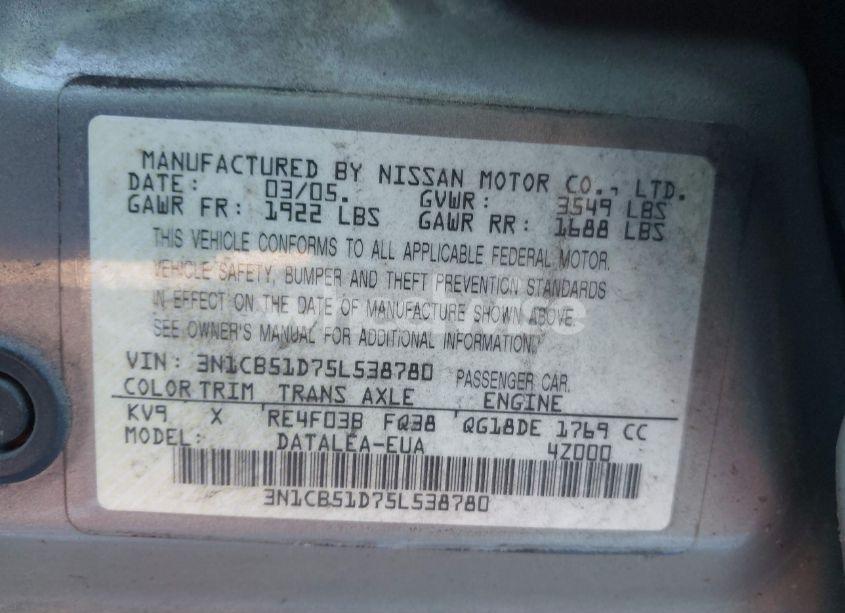 MANUFACTURED BY NISSAN MOTOR CO., LTD.
DATE: 03/05. GVWR: 3549 LBS
GAWR FR: 1922 LBS GAWR RR: 1688 LBS
THIS VEHICLE CONFORMS TO ALL APPLICABLE FEDERAL MOTOR
VEHICLE SAFETY, BUMPER AND THEFT PREVENTION STANDARDS
IN EFFECT ON THE DATE OF MANUFACTURE SHOWN ABOVE.
SEE OWNER'S MANUAL FOR ADDITIONAL INFORMATION.
VIN: 3N1CB51D75L538780 PASSENGER CAR.
COLOR TRIM TRANS AXLE ENGINE
KV9 X RE4F03B FQ38 QG18DE 1769 CC
MODEL: DATALEA-EUA 4Z000
3N1CB51D75L538780